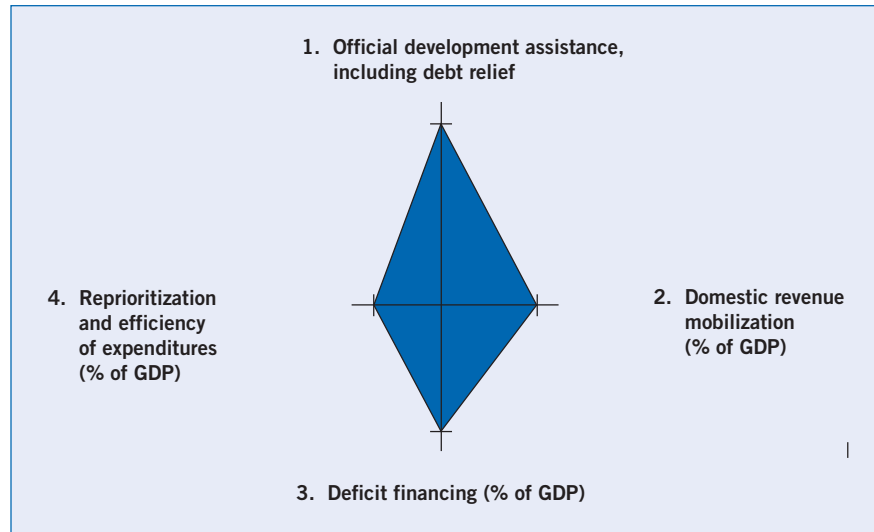 1. Official development assistance,
including debt relief
4. Reprioritization
and efficiency
of expenditures
(% of GDP)
2. Domestic revenue
mobilization
(% of GDP)
3. Deficit financing (% of GDP)